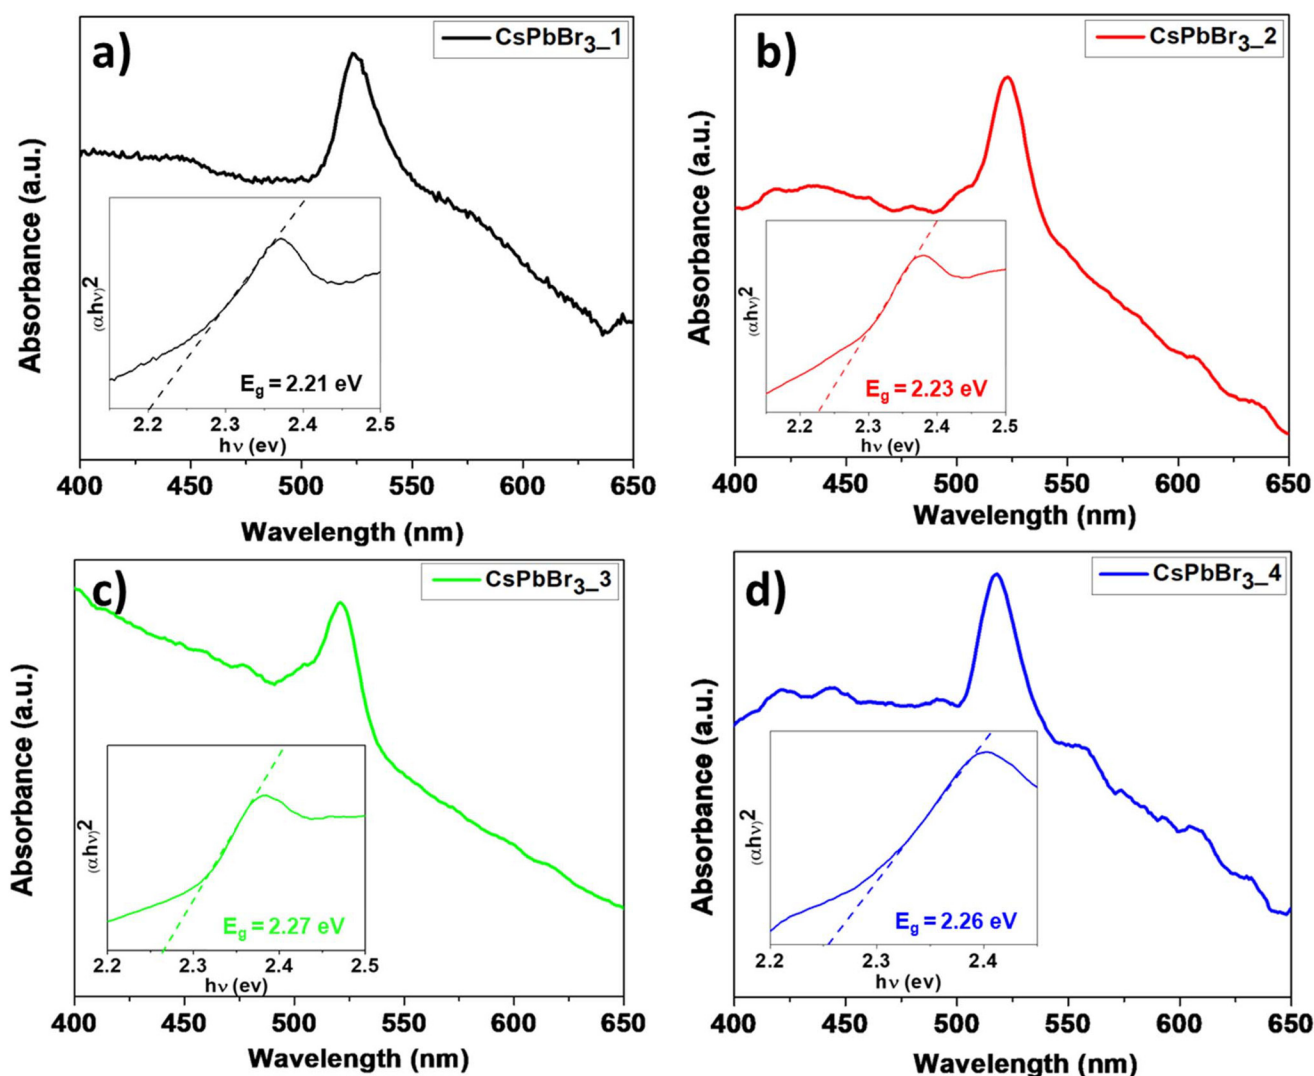 a)
CsPbBr3_1
Absorbance (a.u.)
(αhν)2
Eg = 2.21 eV
2.2 2.3 2.4 2.5
hν (ev)
400 450 500 550 600 650
Wavelength (nm)
b)
CsPbBr3_2
Absorbance (a.u.)
(αhν)2
Eg = 2.23 eV
2.2 2.3 2.4 2.5
hν (ev)
400 450 500 550 600 650
Wavelength (nm)
c)
CsPbBr3_3
Absorbance (a.u.)
(αhν)2
Eg = 2.27 eV
2.2 2.3 2.4 2.5
hν (ev)
400 450 500 550 600 650
Wavelength (nm)
d)
CsPbBr3_4
Absorbance (a.u.)
(αhν)2
Eg = 2.26 eV
2.2 2.3 2.4
hν (ev)
400 450 500 550 600 650
Wavelength (nm)